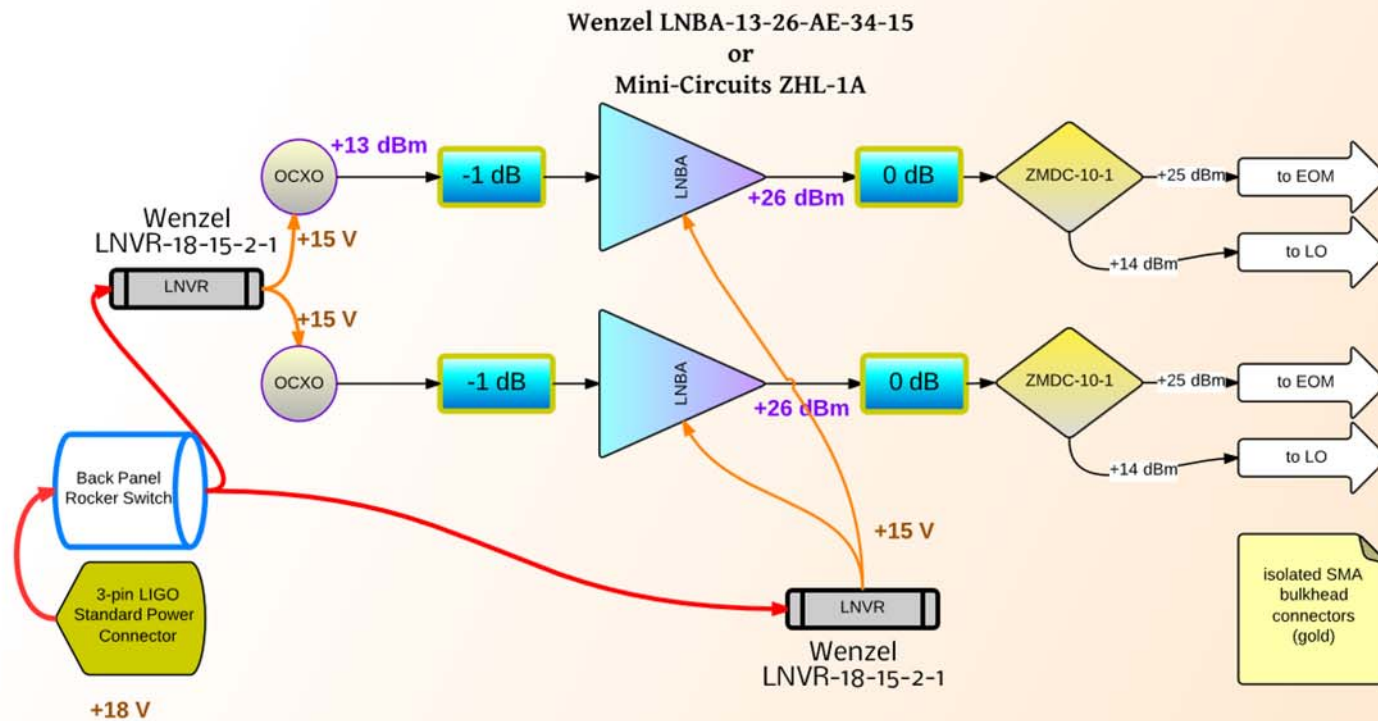 Wenzel LNBA-13-26-AE-34-15
or
Mini-Circuits ZHL-1A
OCXO
+13 dBm
-1 dB
LNBA
+26 dBm
0 dB
ZMDC-10-1
+25 dBm
to EOM
+14 dBm
to LO
Wenzel
LNVR-18-15-2-1
LNVR
+15 V
+15 V
OCXO
-1 dB
LNBA
+26 dBm
0 dB
ZMDC-10-1
+25 dBm
to EOM
+14 dBm
to LO
Back Panel
Rocker Switch
3-pin LIGO
Standard Power
Connector
+18 V
+15 V
LNVR
Wenzel
LNVR-18-15-2-1
isolated SMA
bulkhead
connectors
(gold)